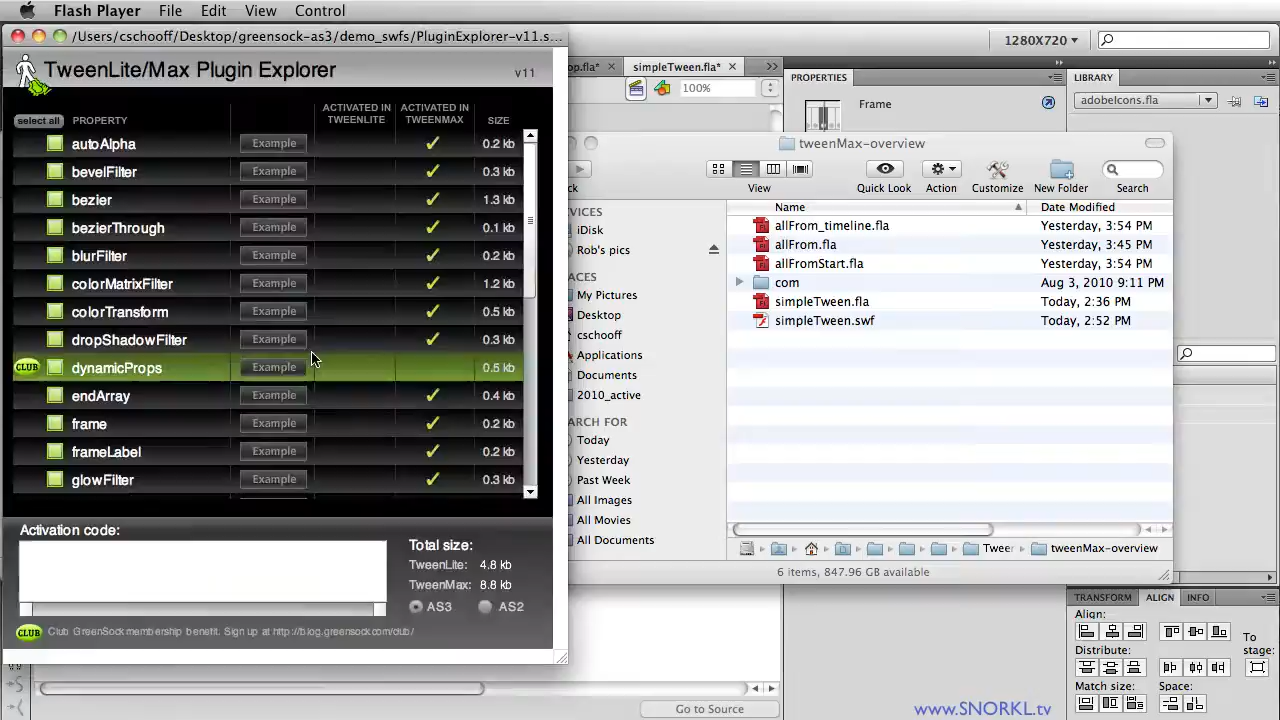 Flash Player File Edit View Control
/Users/cschooff/Desktop/greensock-as3/demo_swfs/PluginExplorer-v11.s...
TweenLite/Max Plugin Explorer
v11
select all PROPERTY ACTIVATED IN TWEENLITE ACTIVATED IN TWEENMAX SIZE
autoAlpha Example ✓ 0.2 kb
bevelFilter Example ✓ 0.3 kb
bezier Example ✓ 1.3 kb
bezierThrough Example ✓ 0.1 kb
blurFilter Example ✓ 0.2 kb
colorMatrixFilter Example ✓ 1.2 kb
colorTransform Example ✓ 0.5 kb
dropShadowFilter Example ✓ 0.3 kb
CLUB dynamicProps Example 0.5 kb
endArray Example ✓ 0.4 kb
frame Example ✓ 0.2 kb
frameLabel Example ✓ 0.2 kb
glowFilter Example ✓ 0.3 kb
Activation code:
Total size:
TweenLite: 4.8 kb
TweenMax: 8.8 kb
AS3 AS2
CLUB Club GreenSock membership benefit. Sign up at http://blog.greensock.com/club/
op.fla* × simpleTween.fla* ×
100%
1280X720
PROPERTIES
Frame
LIBRARY
adobeIcons.fla
tweenMax-overview
ck View Quick Look Action Customize New Folder Search
VICES
iDisk
Rob's pics
ACES
My Pictures
Desktop
cschooff
Applications
Documents
2010_active
ARCH FOR
Today
Yesterday
Past Week
All Images
All Movies
All Documents
Name Date Modified
allFrom_timeline.fla Yesterday, 3:54 PM
allFrom.fla Yesterday, 3:45 PM
allFromStart.fla Yesterday, 3:54 PM
com Aug 3, 2010 9:11 PM
simpleTween.fla Today, 2:36 PM
simpleTween.swf Today, 2:52 PM
Twee tweenMax-overview
6 items, 847.96 GB available
TRANSFORM ALIGN INFO
Align:
Distribute:
Match size: Space:
To
stage:
Go to Source
www.SNORKL.tv